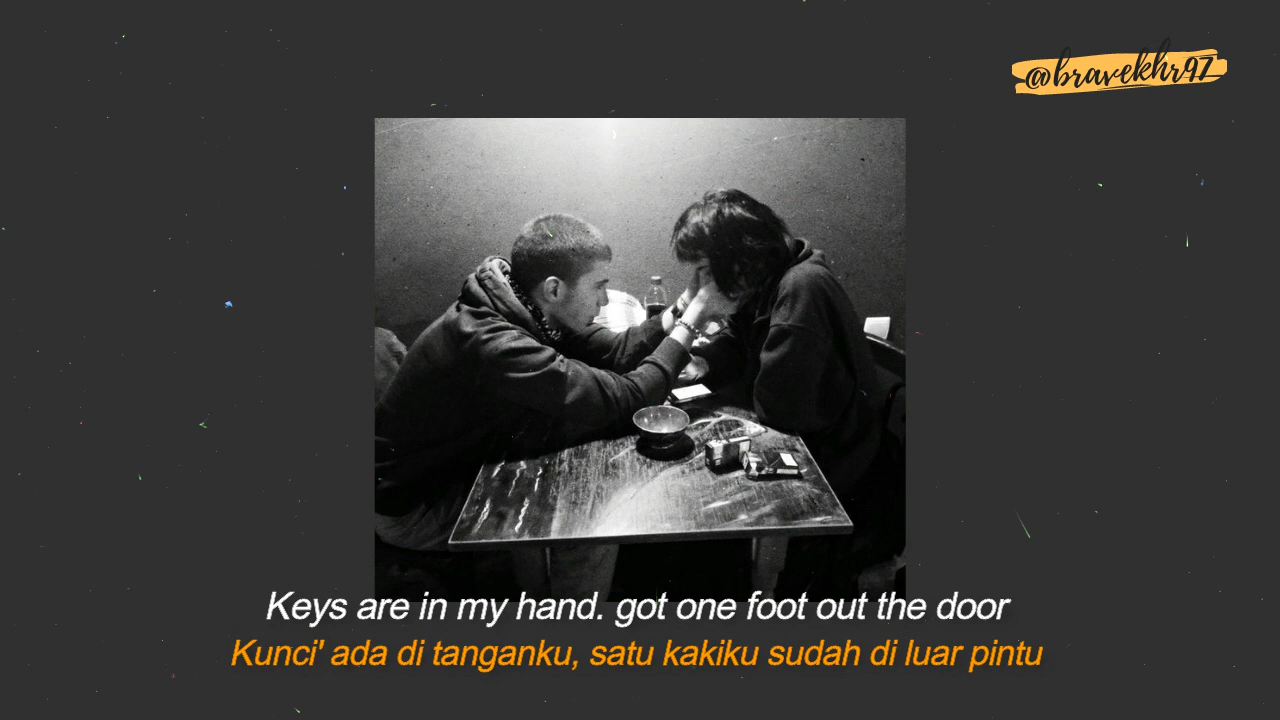 @bravekhr97
Keys are in my hand. got one foot out the door
Kunci' ada di tanganku, satu kakiku sudah di luar pintu